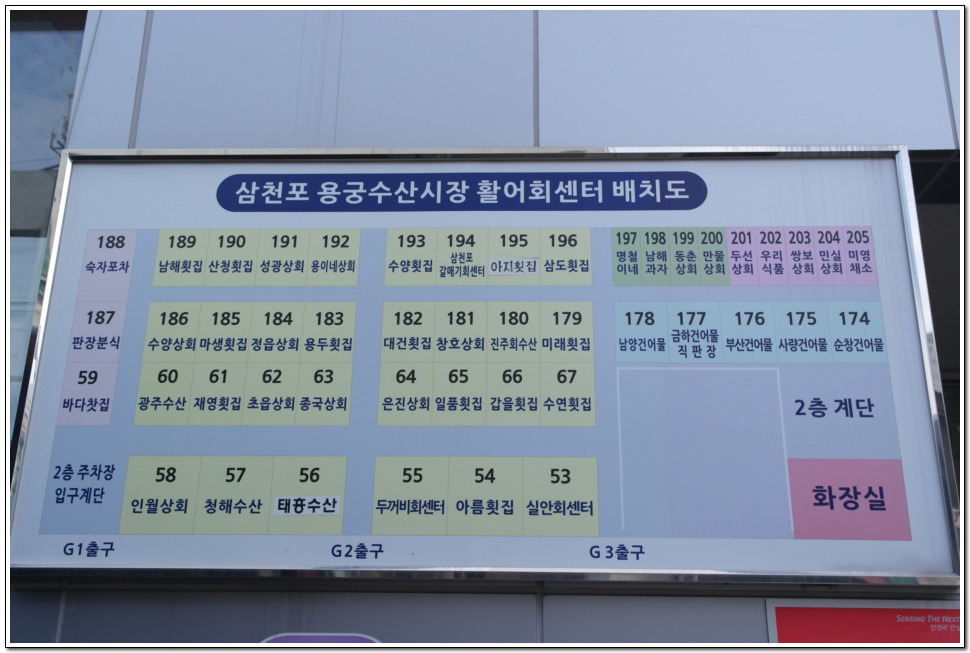 삼천포 용궁수산시장 활어회센터 배치도
188 189 190 191 192 193 194 195 196 197 198 199 200 201 202 203 204 205
숙자포차 남해횟집 산청횟집 성광상회 용이네상회 수양횟집 삼천포 갈매기회센터 아지횟집 삼도횟집 명철이네 남해과자 동춘상회 만물상회 두선상회 우리식품 쌍보상회 민실상회 미영채소
187 186 185 184 183 182 181 180 179 178 177 176 175 174
판장분식 수양상회 마생횟집 정읍상회 용두횟집 대건횟집 창호상회 진주회수산 미래횟집 남양건어물 금하건어물 직판장 부산건어물 사량건어물 순창건어물
59 60 61 62 63 64 65 66 67
바다찻집 광주수산 재영횟집 초읍상회 종국상회 은진상회 일품횟집 갑을횟집 수연횟집
2층 계단
2층 주차장
입구계단
58 57 56 55 54 53
인월상회 청해수산 태흥수산 두꺼비회센터 아름횟집 실안회센터
화장실
G1출구 G2출구 G3출구
SENSING THE NEXT